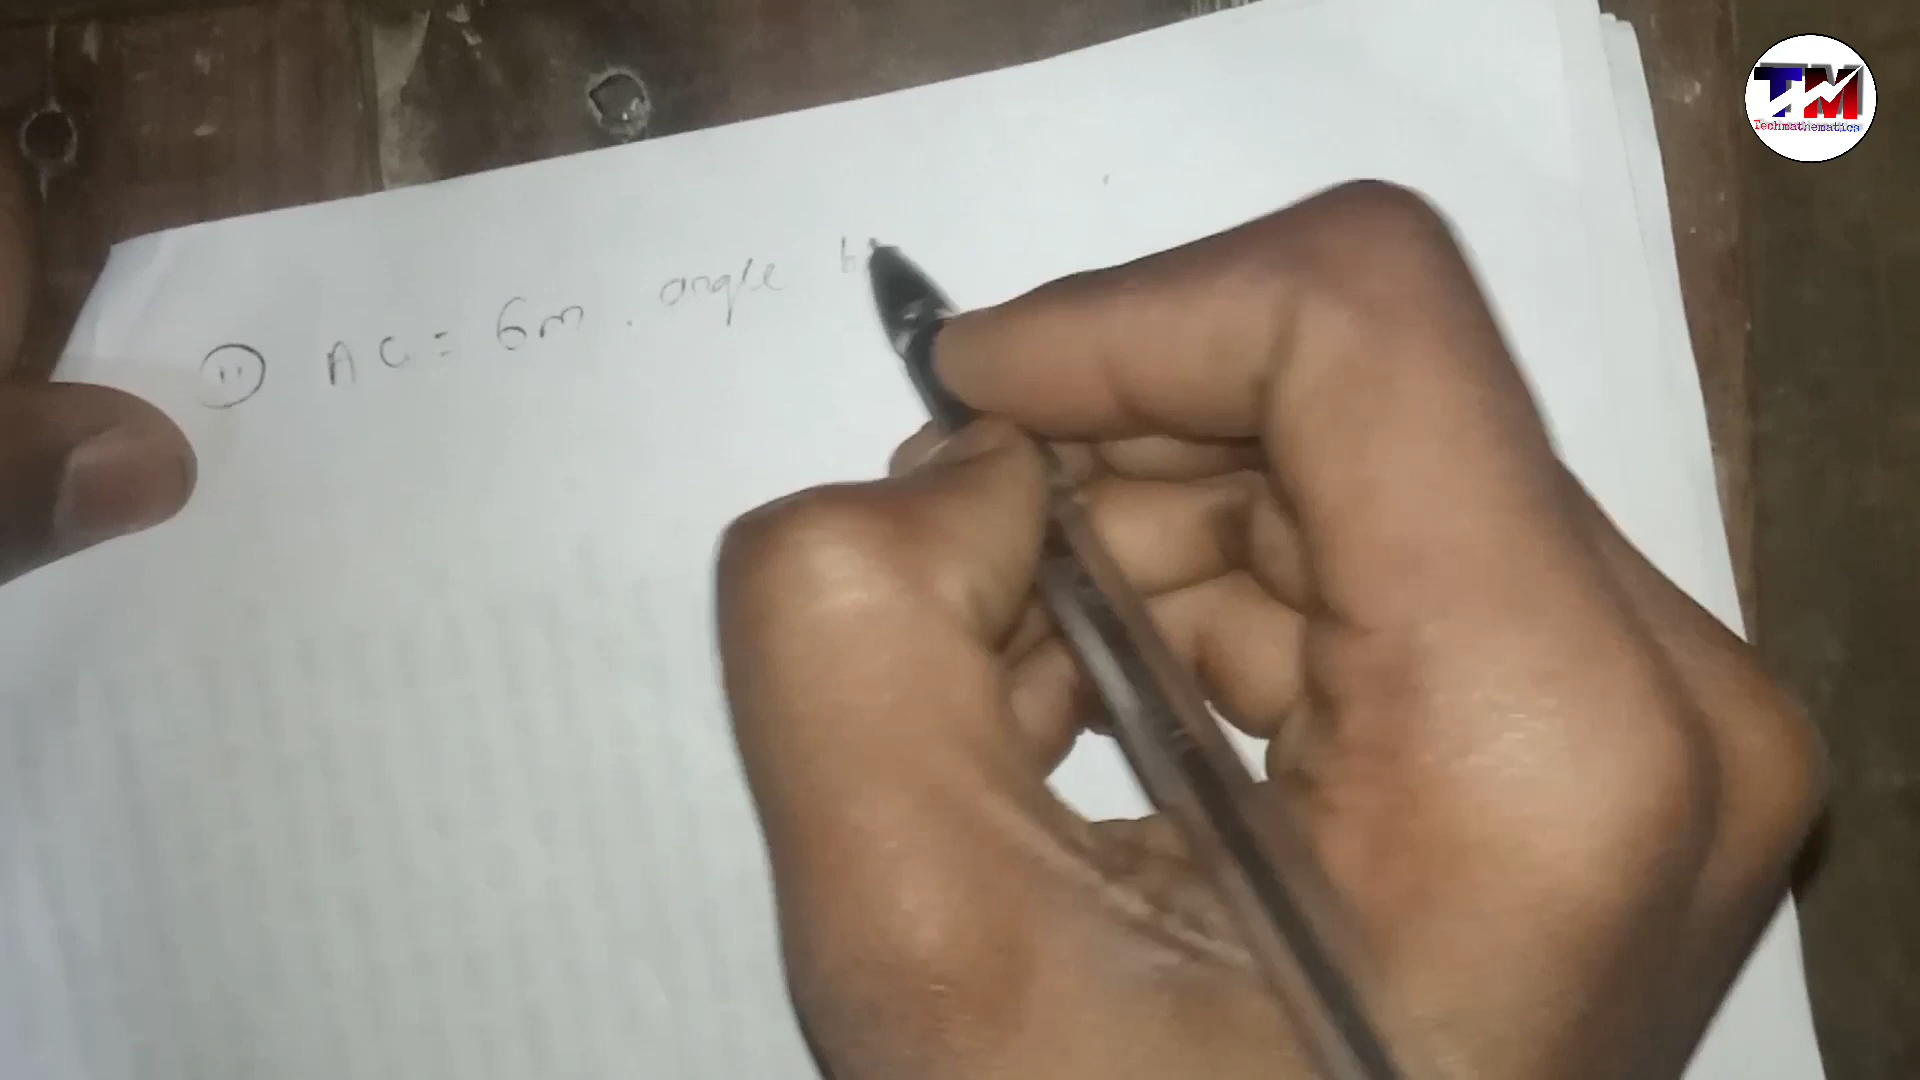 TM
Techmathematics
(ii) AC = 6m. angle